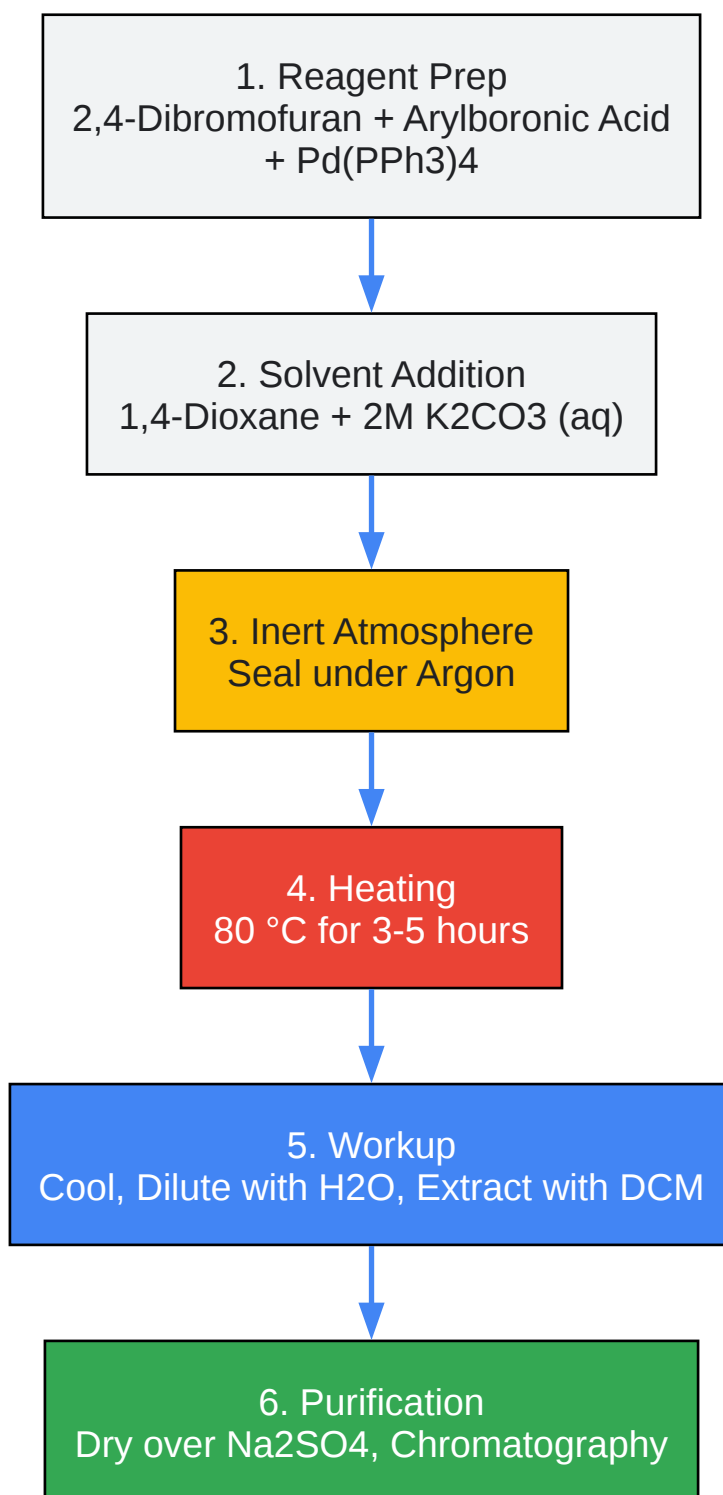 1. Reagent Prep
2,4-Dibromofuran + Arylboronic Acid
+ Pd(PPh3)4
2. Solvent Addition
1,4-Dioxane + 2M K2CO3 (aq)
3. Inert Atmosphere
Seal under Argon
4. Heating
80 °C for 3-5 hours
5. Workup
Cool, Dilute with H2O, Extract with DCM
6. Purification
Dry over Na2SO4, Chromatography